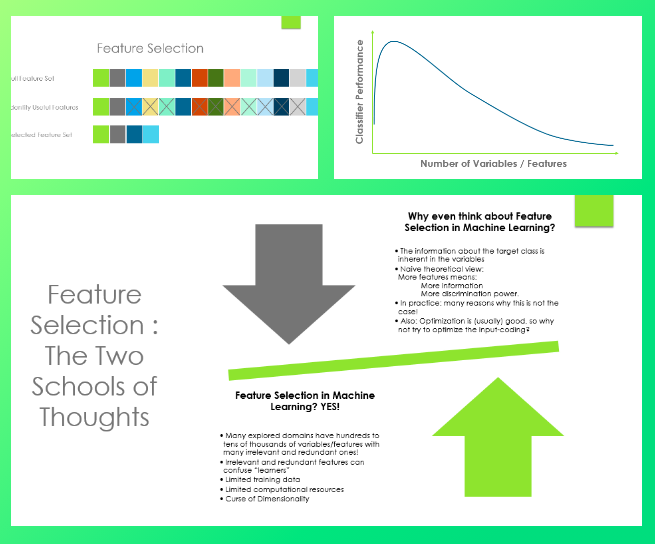 Feature Selection
ull Feature Set
dentify Useful Features
elected Feature Set
Classifier Performance
Number of Variables / Features
Feature
Selection :
The Two
Schools of
Thoughts
Why even think about Feature
Selection in Machine Learning?
• The information about the target class is
inherent in the variables
• Naive theoretical view:
More features means:
More information
More discrimination power.
• In practice: many reasons why this is not the
case!
• Also: Optimization is (usually) good, so why
not try to optimize the input-coding?
Feature Selection in Machine
Learning? YES!
• Many explored domains have hundreds to
tens of thousands of variables/features with
many irrelevant and redundant ones!
• Irrelevant and redundant features can
confuse “learners”
• Limited training data
• Limited computational resources
• Curse of Dimensionality